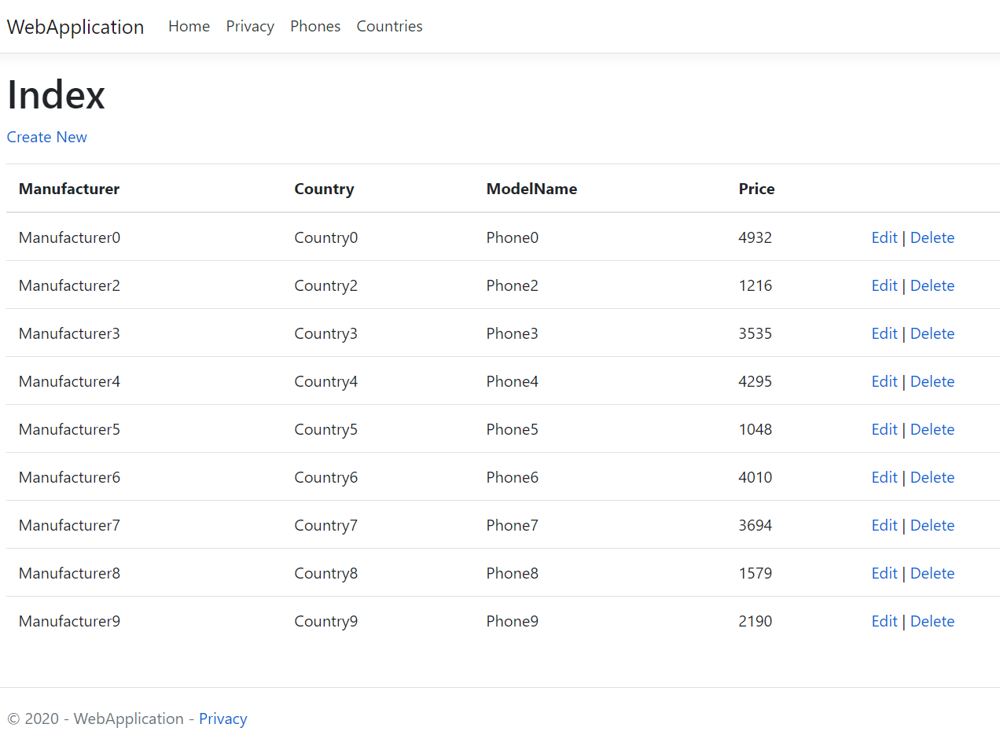 WebApplication Home Privacy Phones Countries
Index
Create New
Manufacturer Country ModelName Price
Manufacturer0 Country0 Phone0 4932 Edit | Delete
Manufacturer2 Country2 Phone2 1216 Edit | Delete
Manufacturer3 Country3 Phone3 3535 Edit | Delete
Manufacturer4 Country4 Phone4 4295 Edit | Delete
Manufacturer5 Country5 Phone5 1048 Edit | Delete
Manufacturer6 Country6 Phone6 4010 Edit | Delete
Manufacturer7 Country7 Phone7 3694 Edit | Delete
Manufacturer8 Country8 Phone8 1579 Edit | Delete
Manufacturer9 Country9 Phone9 2190 Edit | Delete
© 2020 - WebApplication - Privacy